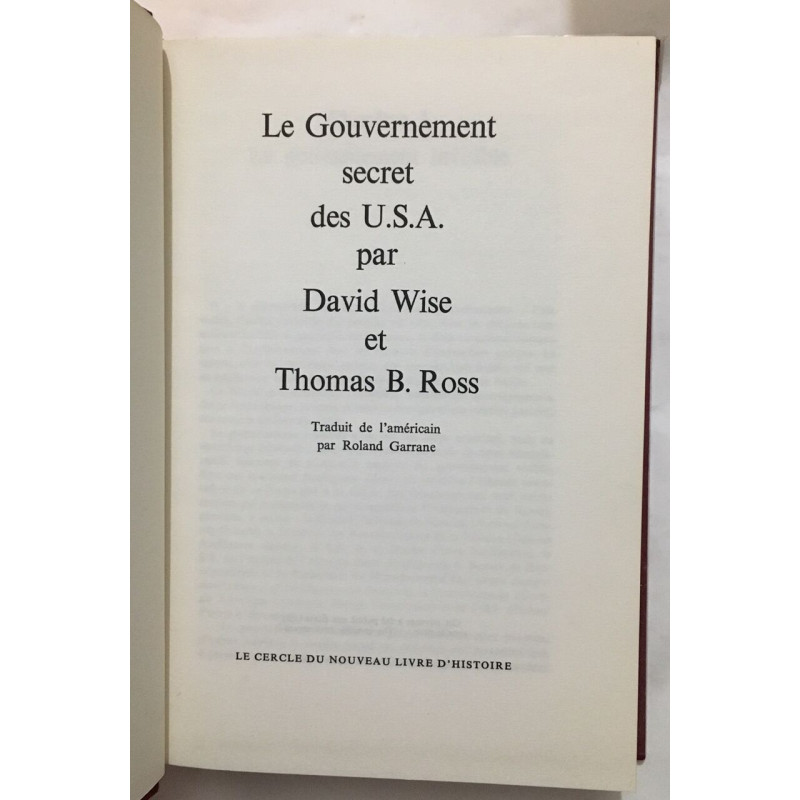 Le Gouvernement
secret
des U.S.A.
par
David Wise
et
Thomas B. Ross
Traduit de l'américain
par Roland Garrane
LE CERCLE DU NOUVEAU LIVRE D'HISTOIRE